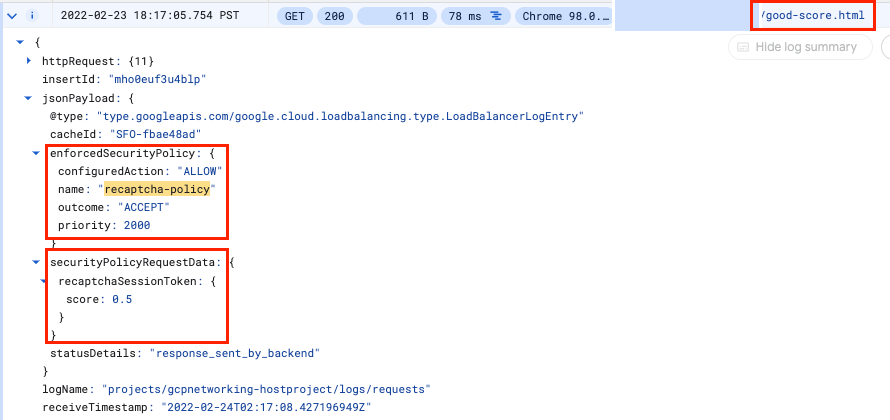 2022-02-23 18:17:05.754 PST GET 200 611 B 78 ms Chrome 98.0.… /good-score.html
Hide log summary
{
httpRequest: {11}
insertId: "mho0euf3u4blp"
jsonPayload: {
@type: "type.googleapis.com/google.cloud.loadbalancing.type.LoadBalancerLogEntry"
cacheId: "SFO-fbae48ad"
enforcedSecurityPolicy: {
configuredAction: "ALLOW"
name: "recaptcha-policy"
outcome: "ACCEPT"
priority: 2000
}
securityPolicyRequestData: {
recaptchaSessionToken: {
score: 0.5
}
}
statusDetails: "response_sent_by_backend"
}
logName: "projects/gcpnetworking-hostproject/logs/requests"
receiveTimestamp: "2022-02-24T02:17:08.427196949Z"